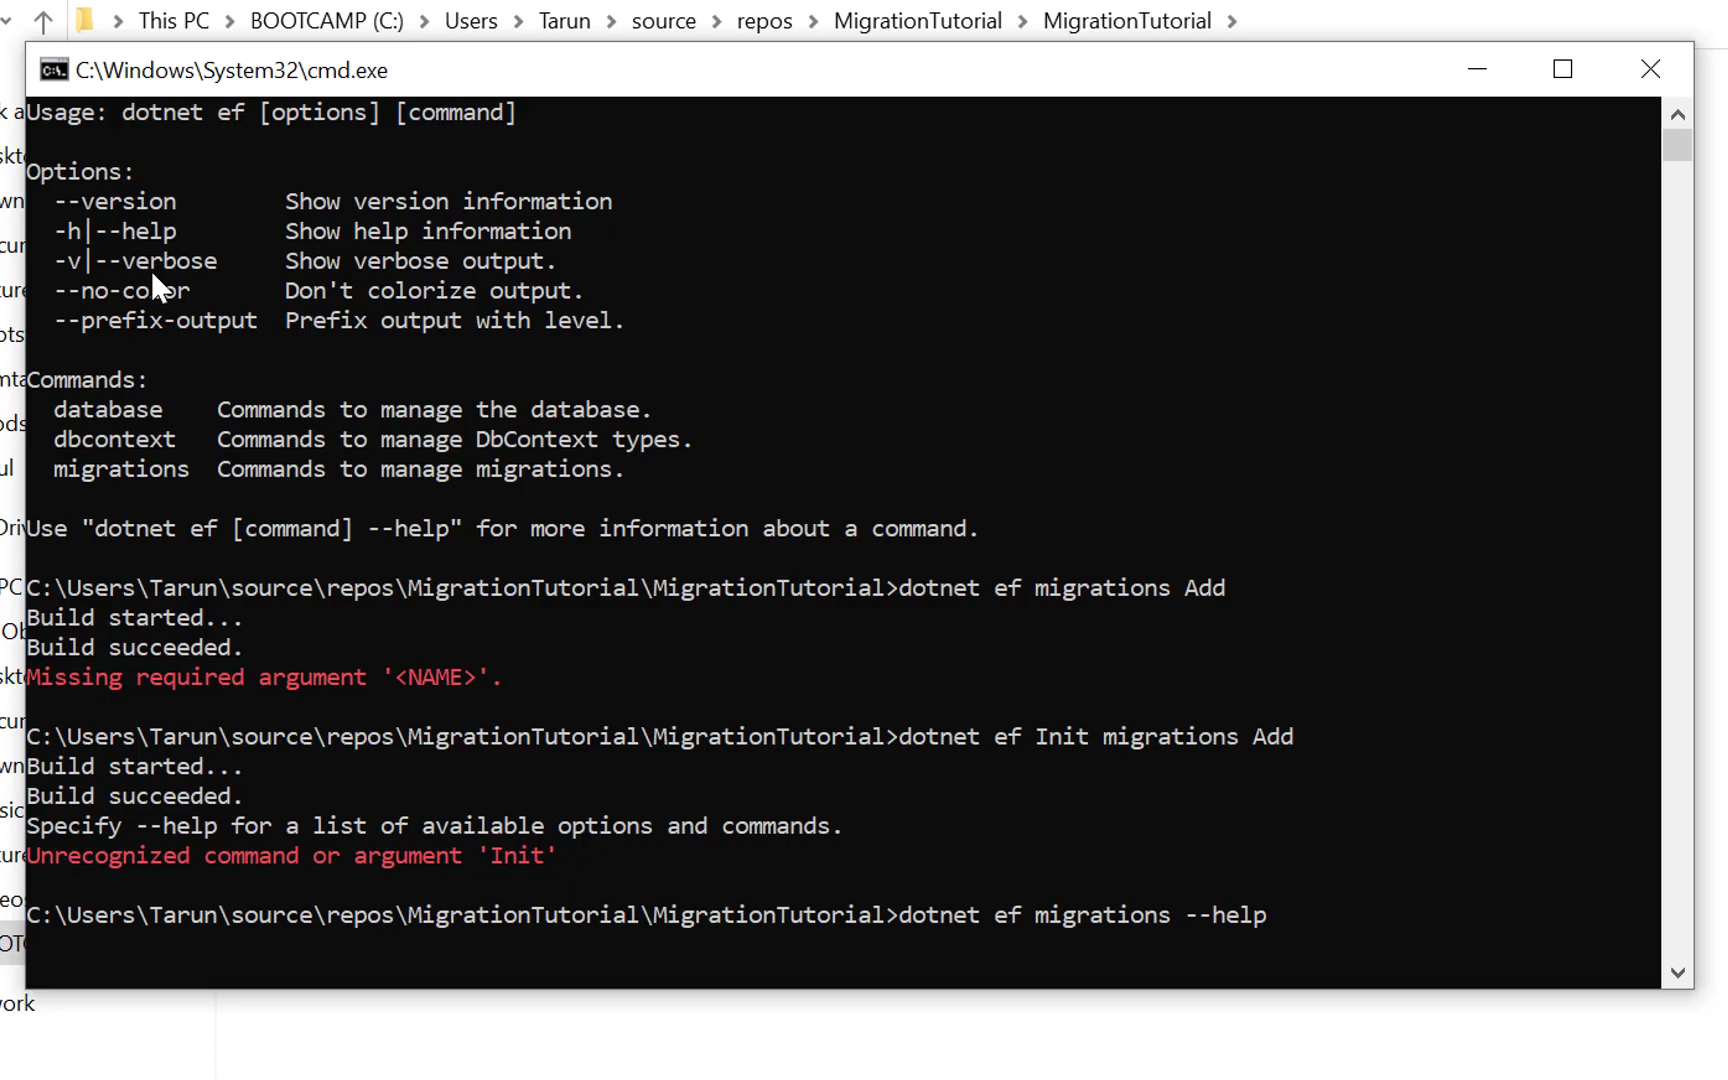 This PC > BOOTCAMP (C:) > Users > Tarun > source > repos > MigrationTutorial > MigrationTutorial >
C:\Windows\System32\cmd.exe
Usage: dotnet ef [options] [command]
Options:
--version Show version information
-h|--help Show help information
-v|--verbose Show verbose output.
--no-color Don't colorize output.
--prefix-output Prefix output with level.
Commands:
database Commands to manage the database.
dbcontext Commands to manage DbContext types.
migrations Commands to manage migrations.
Use "dotnet ef [command] --help" for more information about a command.
C:\Users\Tarun\source\repos\MigrationTutorial\MigrationTutorial>dotnet ef migrations Add
Build started...
Build succeeded.
Missing required argument '<NAME>'.
C:\Users\Tarun\source\repos\MigrationTutorial\MigrationTutorial>dotnet ef Init migrations Add
Build started...
Build succeeded.
Specify --help for a list of available options and commands.
Unrecognized command or argument 'Init'
C:\Users\Tarun\source\repos\MigrationTutorial\MigrationTutorial>dotnet ef migrations --help